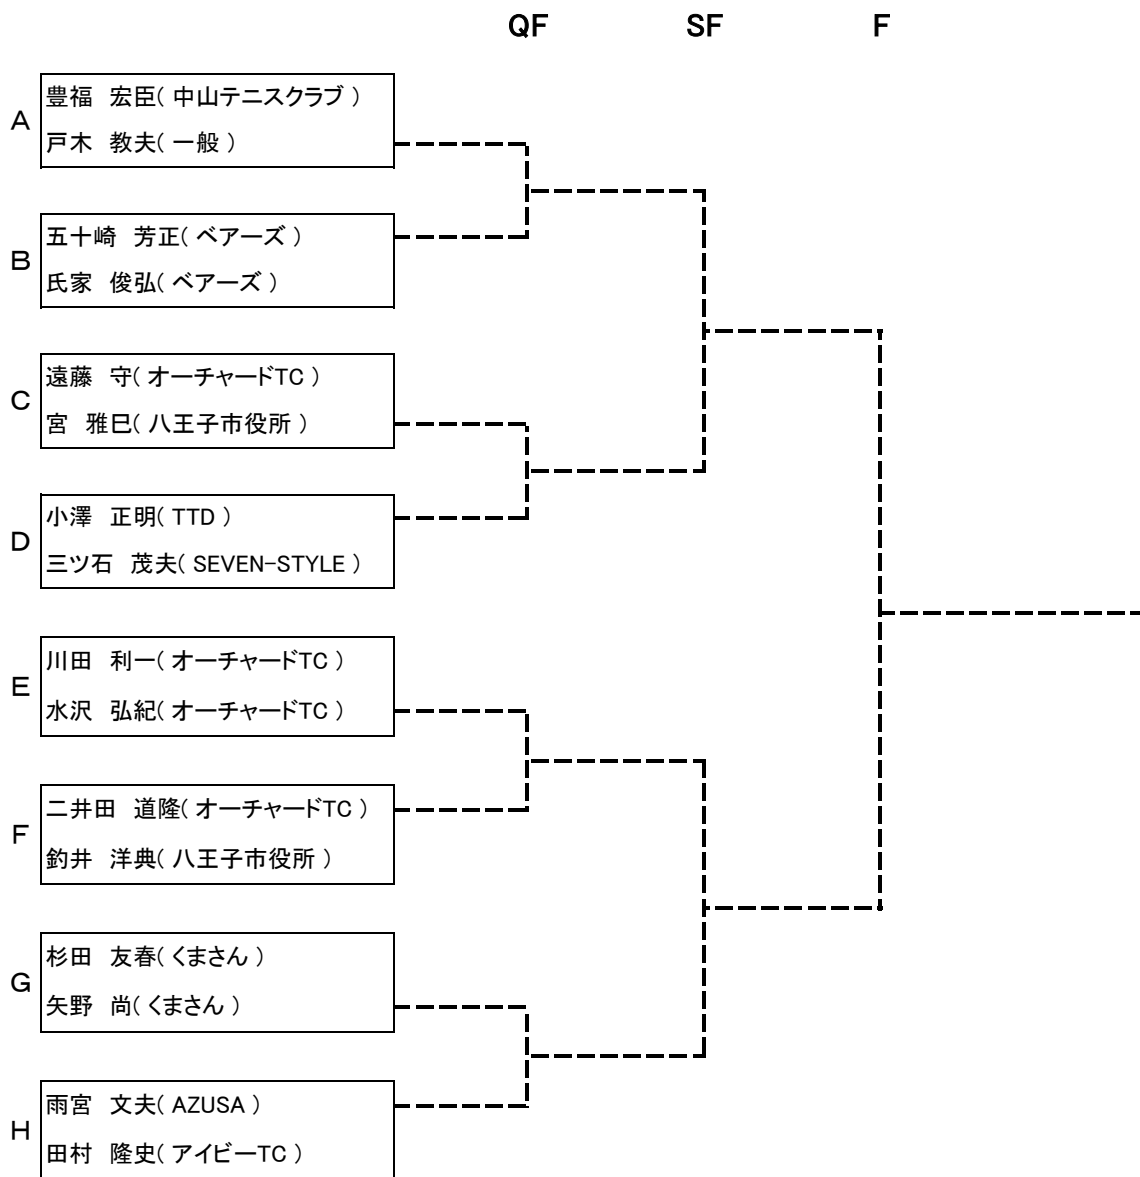 QF SF F
A
豊福 宏臣( 中山テニスクラブ )
戸木 教夫( 一般 )
B
五十崎 芳正( ベアーズ )
氏家 俊弘( ベアーズ )
C
遠藤 守( オーチャードTC )
宮 雅巳( 八王子市役所 )
D
小澤 正明( TTD )
三ツ石 茂夫( SEVEN-STYLE )
E
川田 利一( オーチャードTC )
水沢 弘紀( オーチャードTC )
F
二井田 道隆( オーチャードTC )
釣井 洋典( 八王子市役所 )
G
杉田 友春( くまさん )
矢野 尚( くまさん )
H
雨宮 文夫( AZUSA )
田村 隆史( アイビーTC )